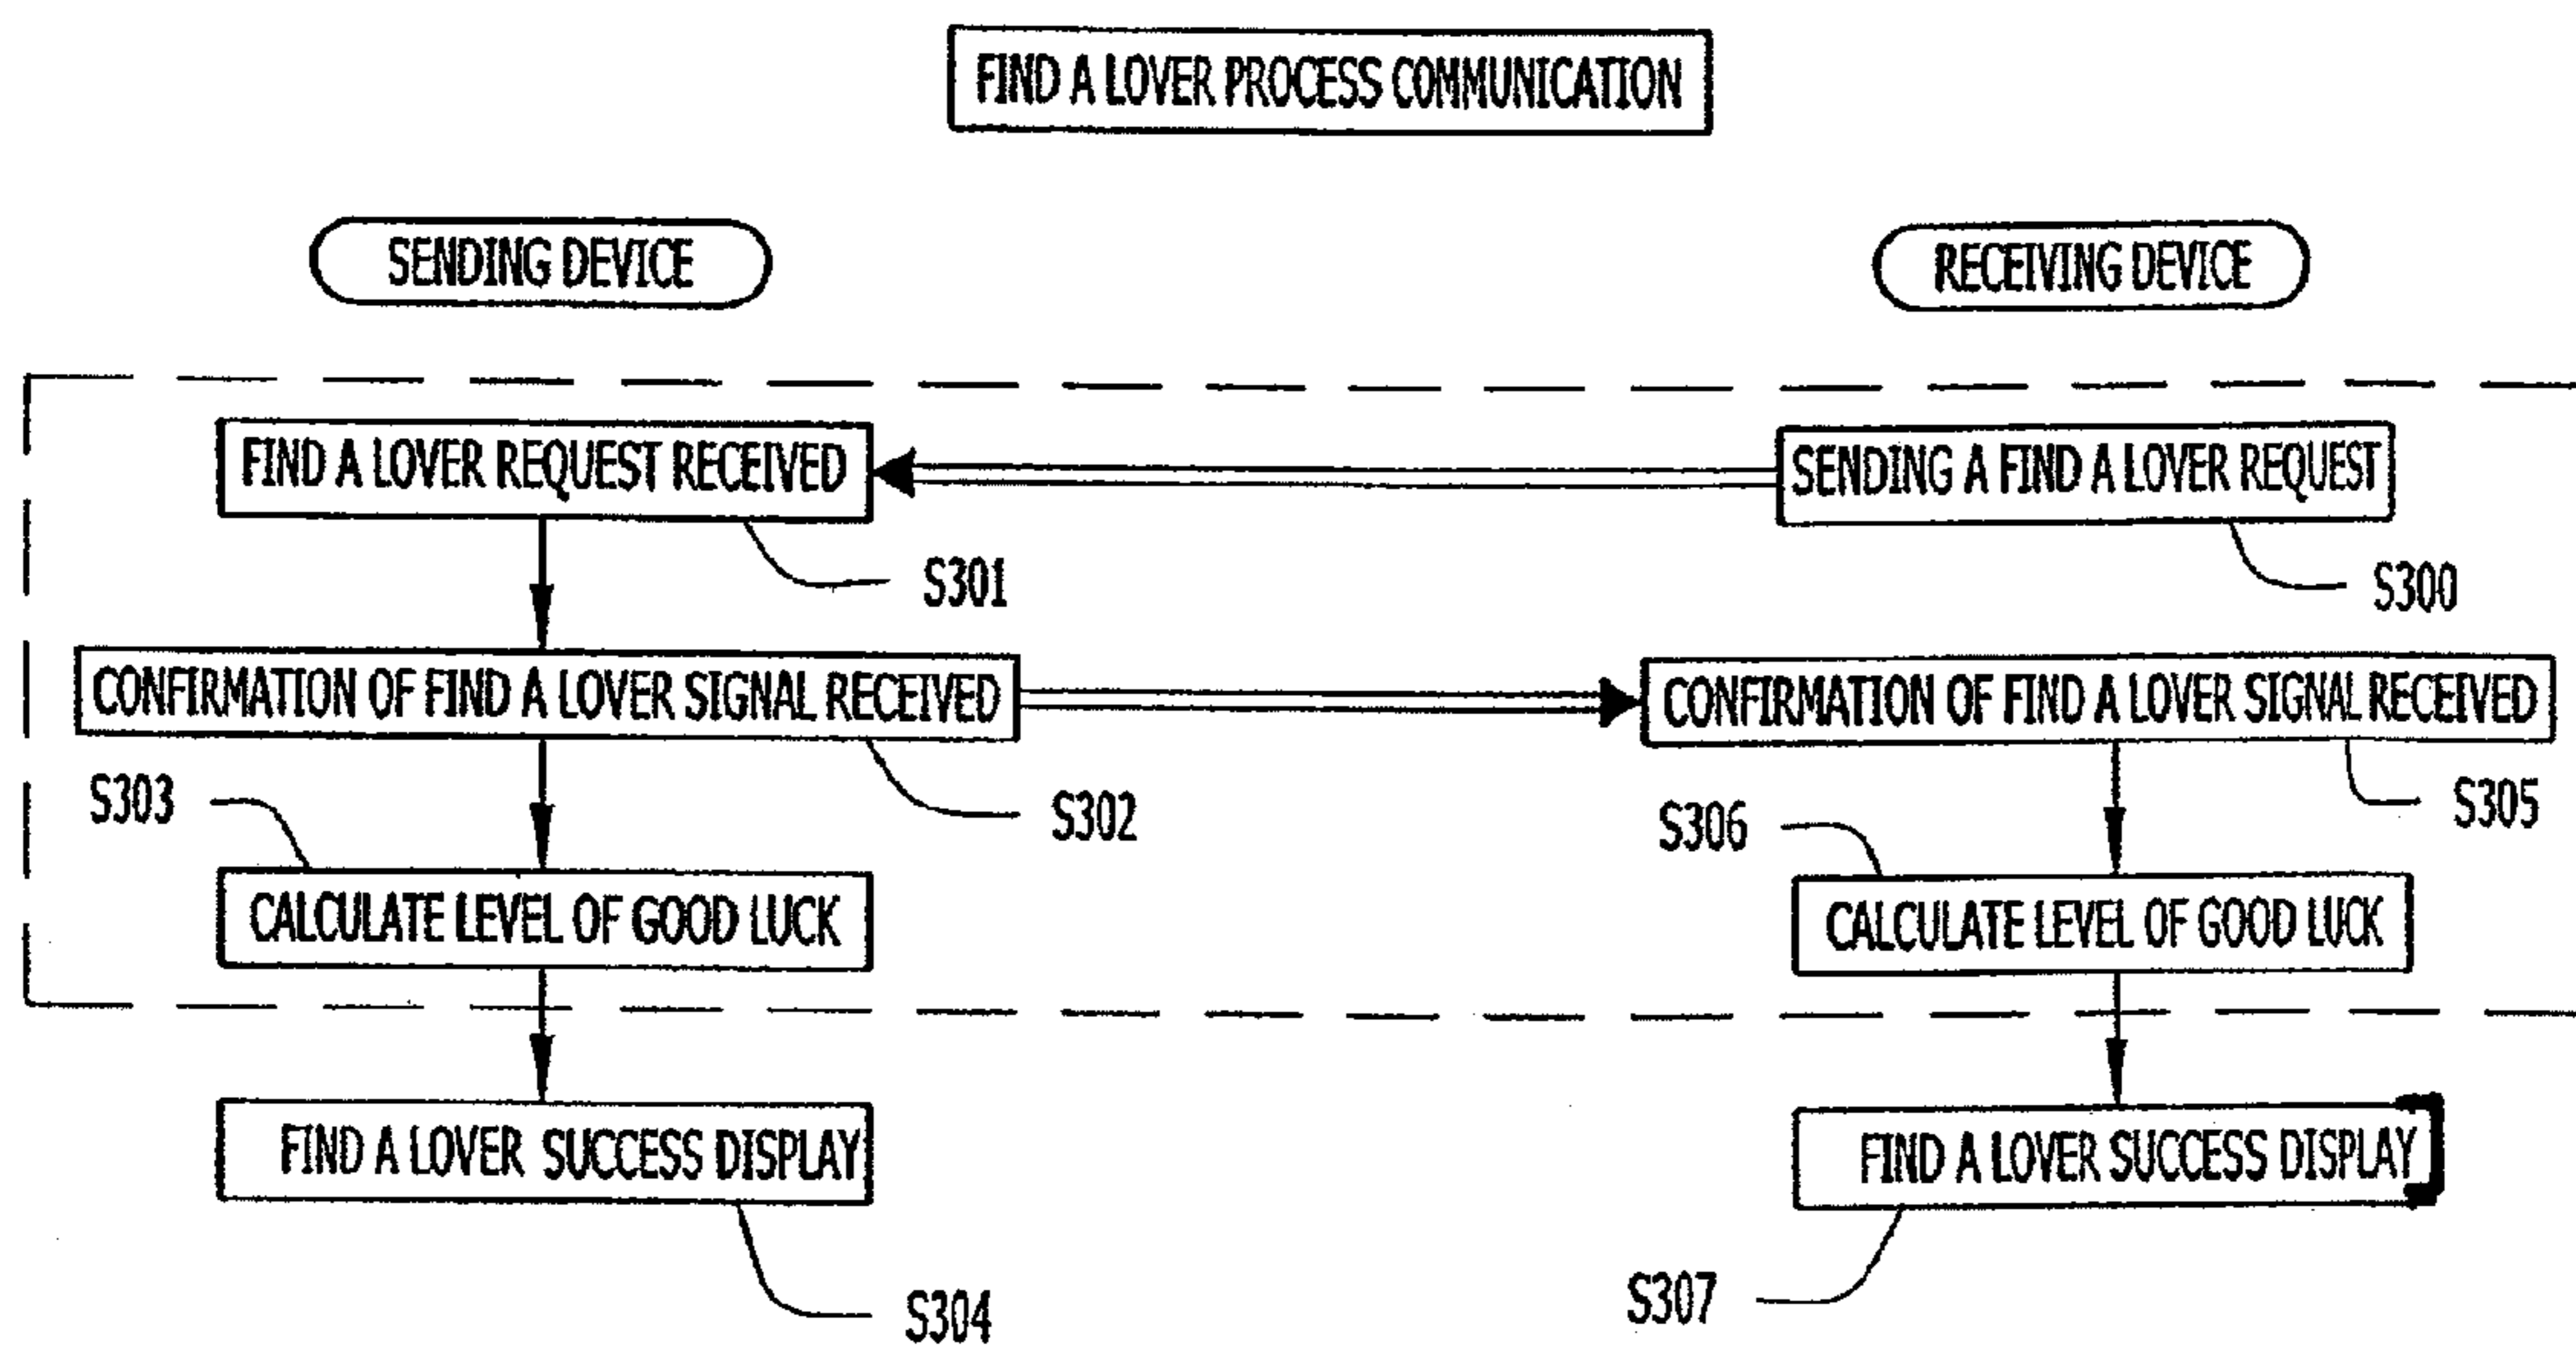 FIND A LOVER PROCESS COMMUNICATION
SENDING DEVICE
RECEIVING DEVICE
FIND A LOVER REQUEST RECEIVED
SENDING A FIND A LOVER REQUEST
S301
S300
CONFIRMATION OF FIND A LOVER SIGNAL RECEIVED
CONFIRMATION OF FIND A LOVER SIGNAL RECEIVED
S303
S302
S306
S305
CALCULATE LEVEL OF GOOD LUCK
CALCULATE LEVEL OF GOOD LUCK
FIND A LOVER SUCCESS DISPLAY
FIND A LOVER SUCCESS DISPLAY
S304
S307